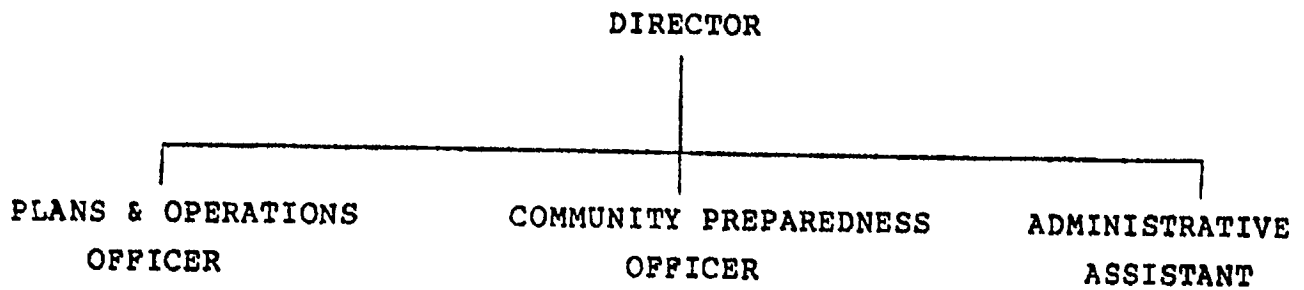 DIRECTOR
PLANS & OPERATIONS
OFFICER
COMMUNITY PREPAREDNESS
OFFICER
ADMINISTRATIVE
ASSISTANT